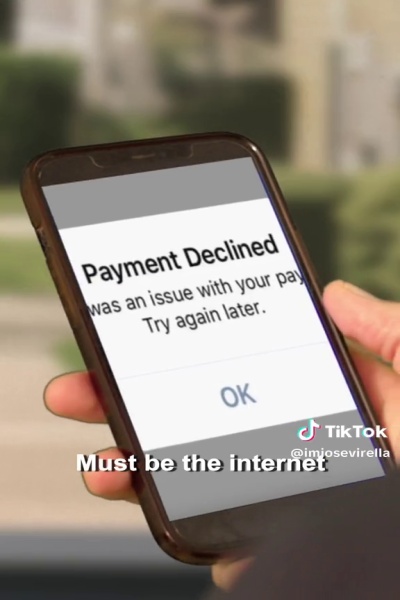 Payment Declined
was an issue with your pay
Try again later.
OK
TikTok
@imjosevirella
Must be the internet